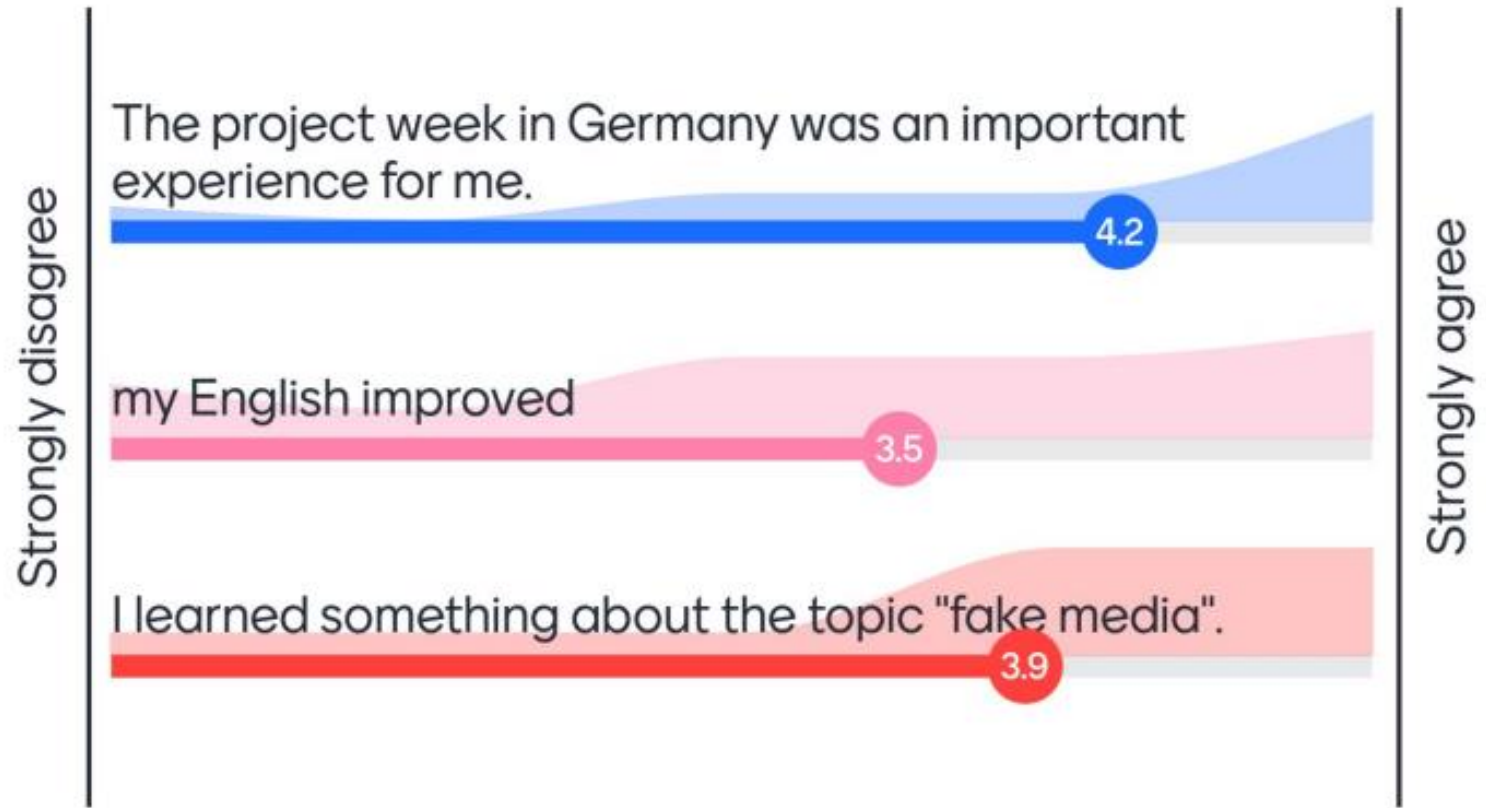 Strongly disagree
The project week in Germany was an important
experience for me.
4.2
my English improved
3.5
I learned something about the topic "fake media".
3.9
Strongly agree